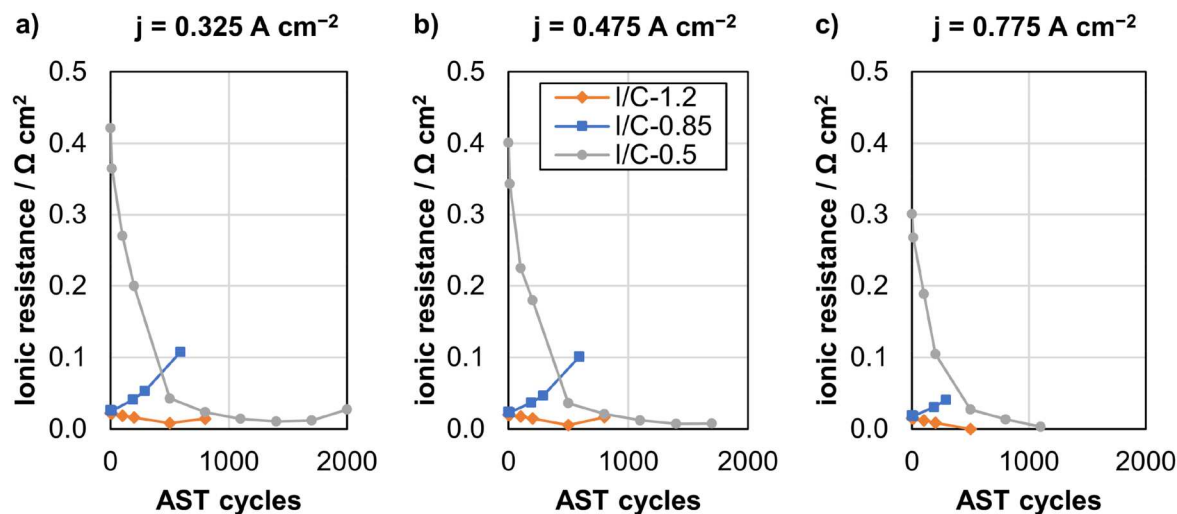 a) j = 0.325 A cm⁻²
b) j = 0.475 A cm⁻²
c) j = 0.775 A cm⁻²
Ionic resistance / Ω cm²
0.5
0.4
0.3
0.2
0.1
0.0
0 1000 2000
AST cycles
Ionic resistance / Ω cm²
0.5
0.4
0.3
0.2
0.1
0.0
I/C-1.2
I/C-0.85
I/C-0.5
0 1000 2000
AST cycles
Ionic resistance / Ω cm²
0.5
0.4
0.3
0.2
0.1
0.0
0 1000 2000
AST cycles